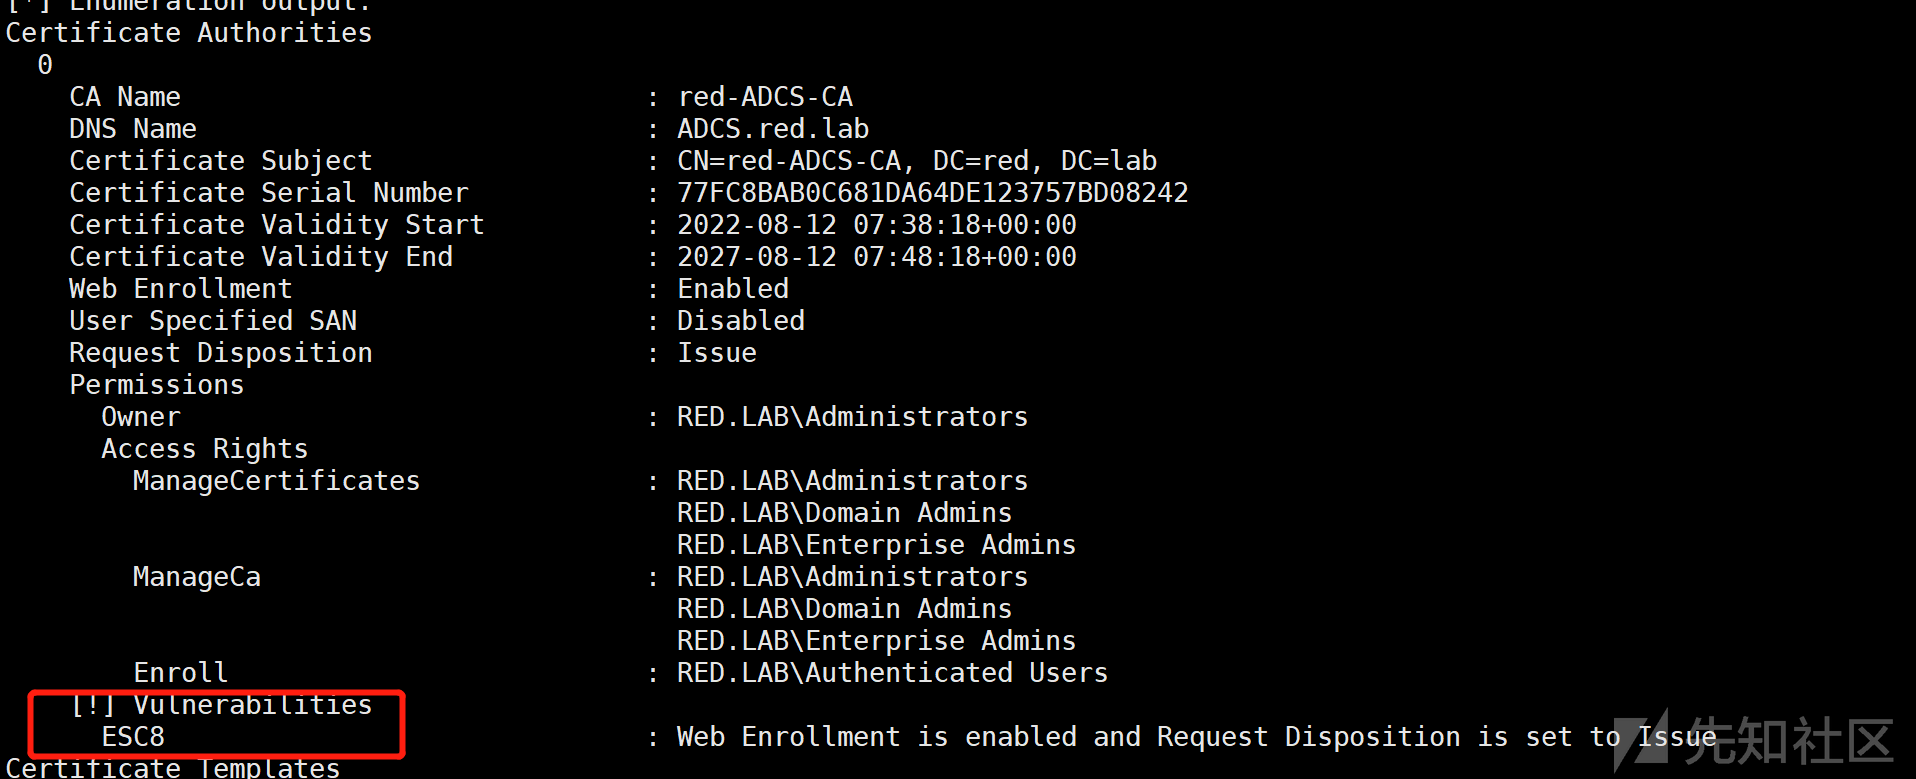 [*] Enumeration output:
Certificate Authorities
0
CA Name : red-ADCS-CA
DNS Name : ADCS.red.lab
Certificate Subject : CN=red-ADCS-CA, DC=red, DC=lab
Certificate Serial Number : 77FC8BAB0C681DA64DE123757BD08242
Certificate Validity Start : 2022-08-12 07:38:18+00:00
Certificate Validity End : 2027-08-12 07:48:18+00:00
Web Enrollment : Enabled
User Specified SAN : Disabled
Request Disposition : Issue
Permissions
Owner : RED.LAB\Administrators
Access Rights
ManageCertificates : RED.LAB\Administrators
RED.LAB\Domain Admins
RED.LAB\Enterprise Admins
ManageCa : RED.LAB\Administrators
RED.LAB\Domain Admins
RED.LAB\Enterprise Admins
Enroll : RED.LAB\Authenticated Users
[!] Vulnerabilities
ESC8 : Web Enrollment is enabled and Request Disposition is set to Issue
Certificate Templates
先知社区